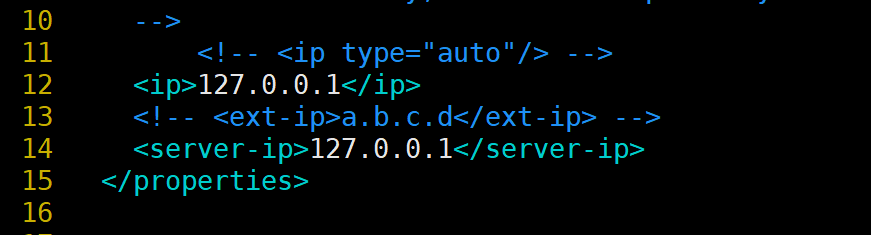 10     -->
11         <!-- <ip type="auto"/> -->
12     <ip>127.0.0.1</ip>
13     <!-- <ext-ip>a.b.c.d</ext-ip> -->
14     <server-ip>127.0.0.1</server-ip>
15   </properties>
16